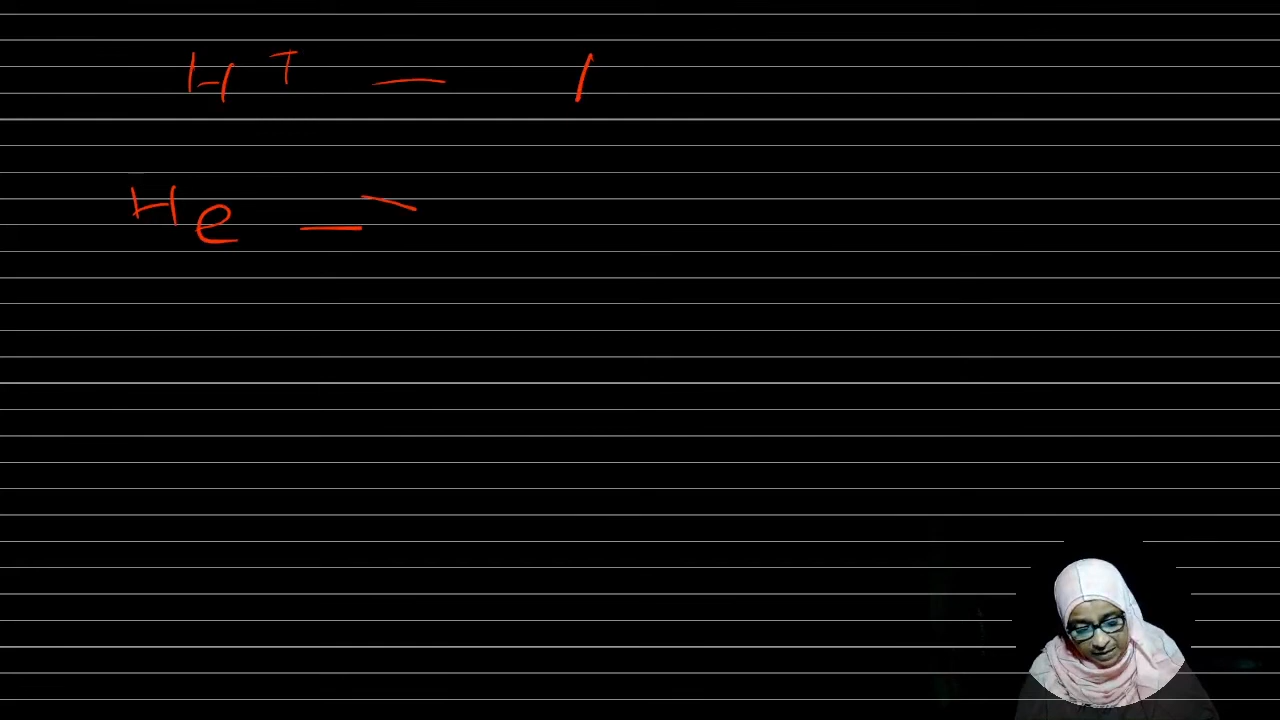 H+ — 1
He —